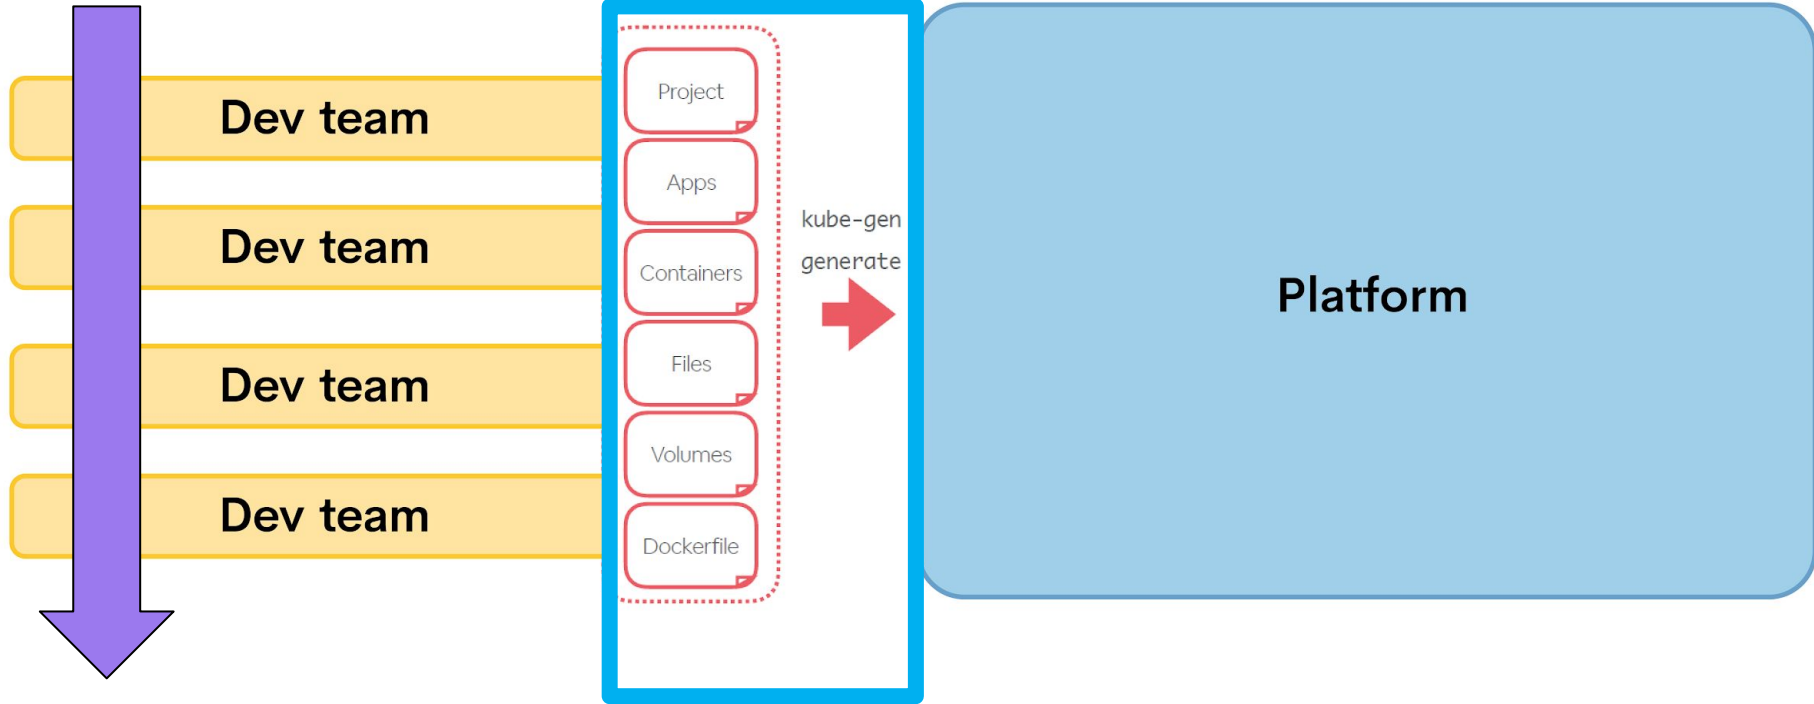 Dev team
Dev team
Dev team
Dev team
Project
Apps
Containers
Files
Volumes
Dockerfile
kube-gen
generate
Platform